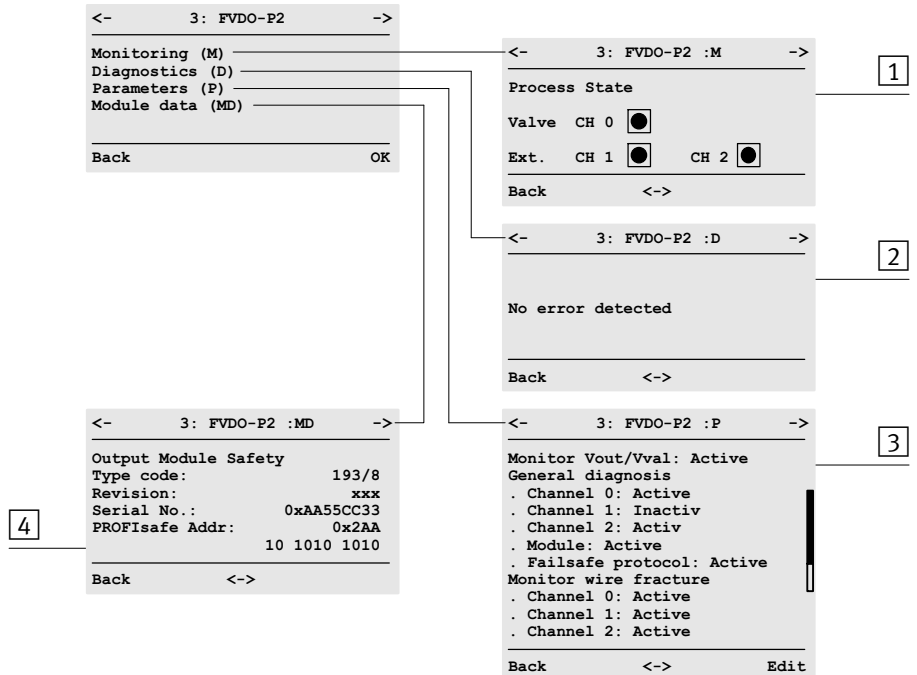 <- 3: FVDO-P2 ->
Monitoring (M)
Diagnostics (D)
Parameters (P)
Module data (MD)
Back OK
<- 3: FVDO-P2 :M ->
Process State
Valve CH 0
Ext. CH 1 CH 2
Back <->
1
<- 3: FVDO-P2 :D ->
No error detected
Back <->
2
<- 3: FVDO-P2 :P ->
Monitor Vout/Vval: Active
General diagnosis
. Channel 0: Active
. Channel 1: Inactiv
. Channel 2: Activ
. Module: Active
. Failsafe protocol: Active
Monitor wire fracture
. Channel 0: Active
. Channel 1: Active
. Channel 2: Active
Back <-> Edit
3
<- 3: FVDO-P2 :MD ->
Output Module Safety
Type code: 193/8
Revision: xxx
Serial No.: 0xAA55CC33
PROFIsafe Addr: 0x2AA
10 1010 1010
Back <->
4